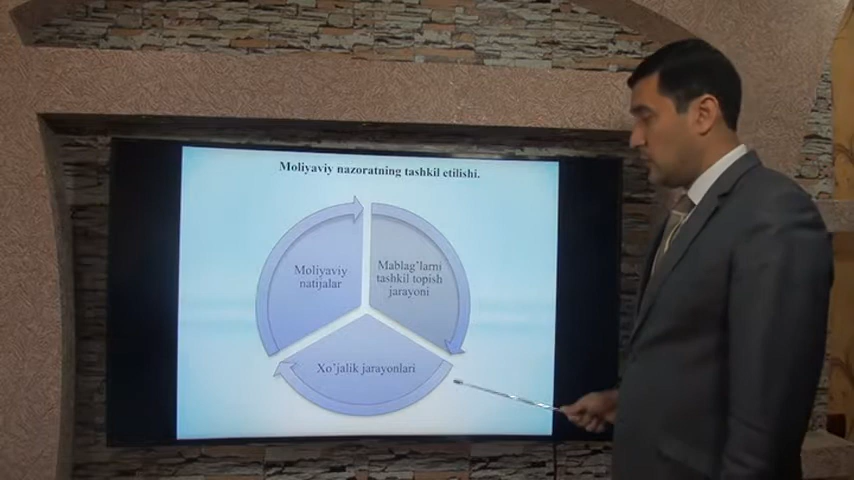 Moliyaviy nazoratning tashkil etilishi.
Moliyaviy
natijalar
Mablag’larni
tashkil topish
jarayoni
Xo’jalik jarayonlari